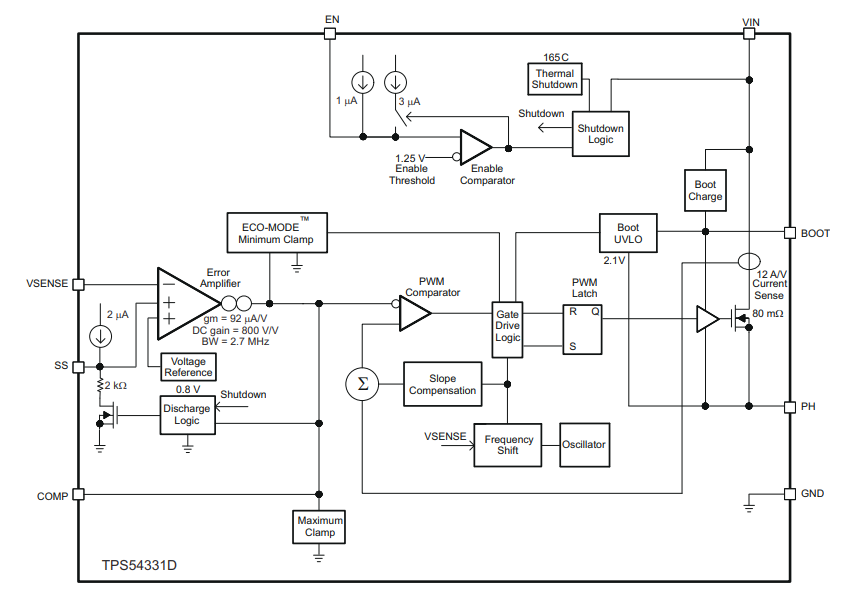 EN
VIN
165C
Thermal
Shutdown
1 µA
3 µA
Shutdown
Shutdown
Logic
1.25 V
Enable
Threshold
Enable
Comparator
Boot
Charge
ECO-MODE™
Minimum Clamp
Boot
UVLO
BOOT
2.1V
VSENSE
Error
Amplifier
PWM
Comparator
PWM
Latch
12 A/V
Current
Sense
gm = 92 µA/V
DC gain = 800 V/V
BW = 2.7 MHz
2 µA
Gate
Drive
Logic
R Q
S
80 mΩ
SS
Voltage
Reference
2 kΩ
0.8 V
Σ
Slope
Compensation
Shutdown
Discharge
Logic
PH
VSENSE
Frequency
Shift
Oscillator
COMP
GND
Maximum
Clamp
TPS54331D